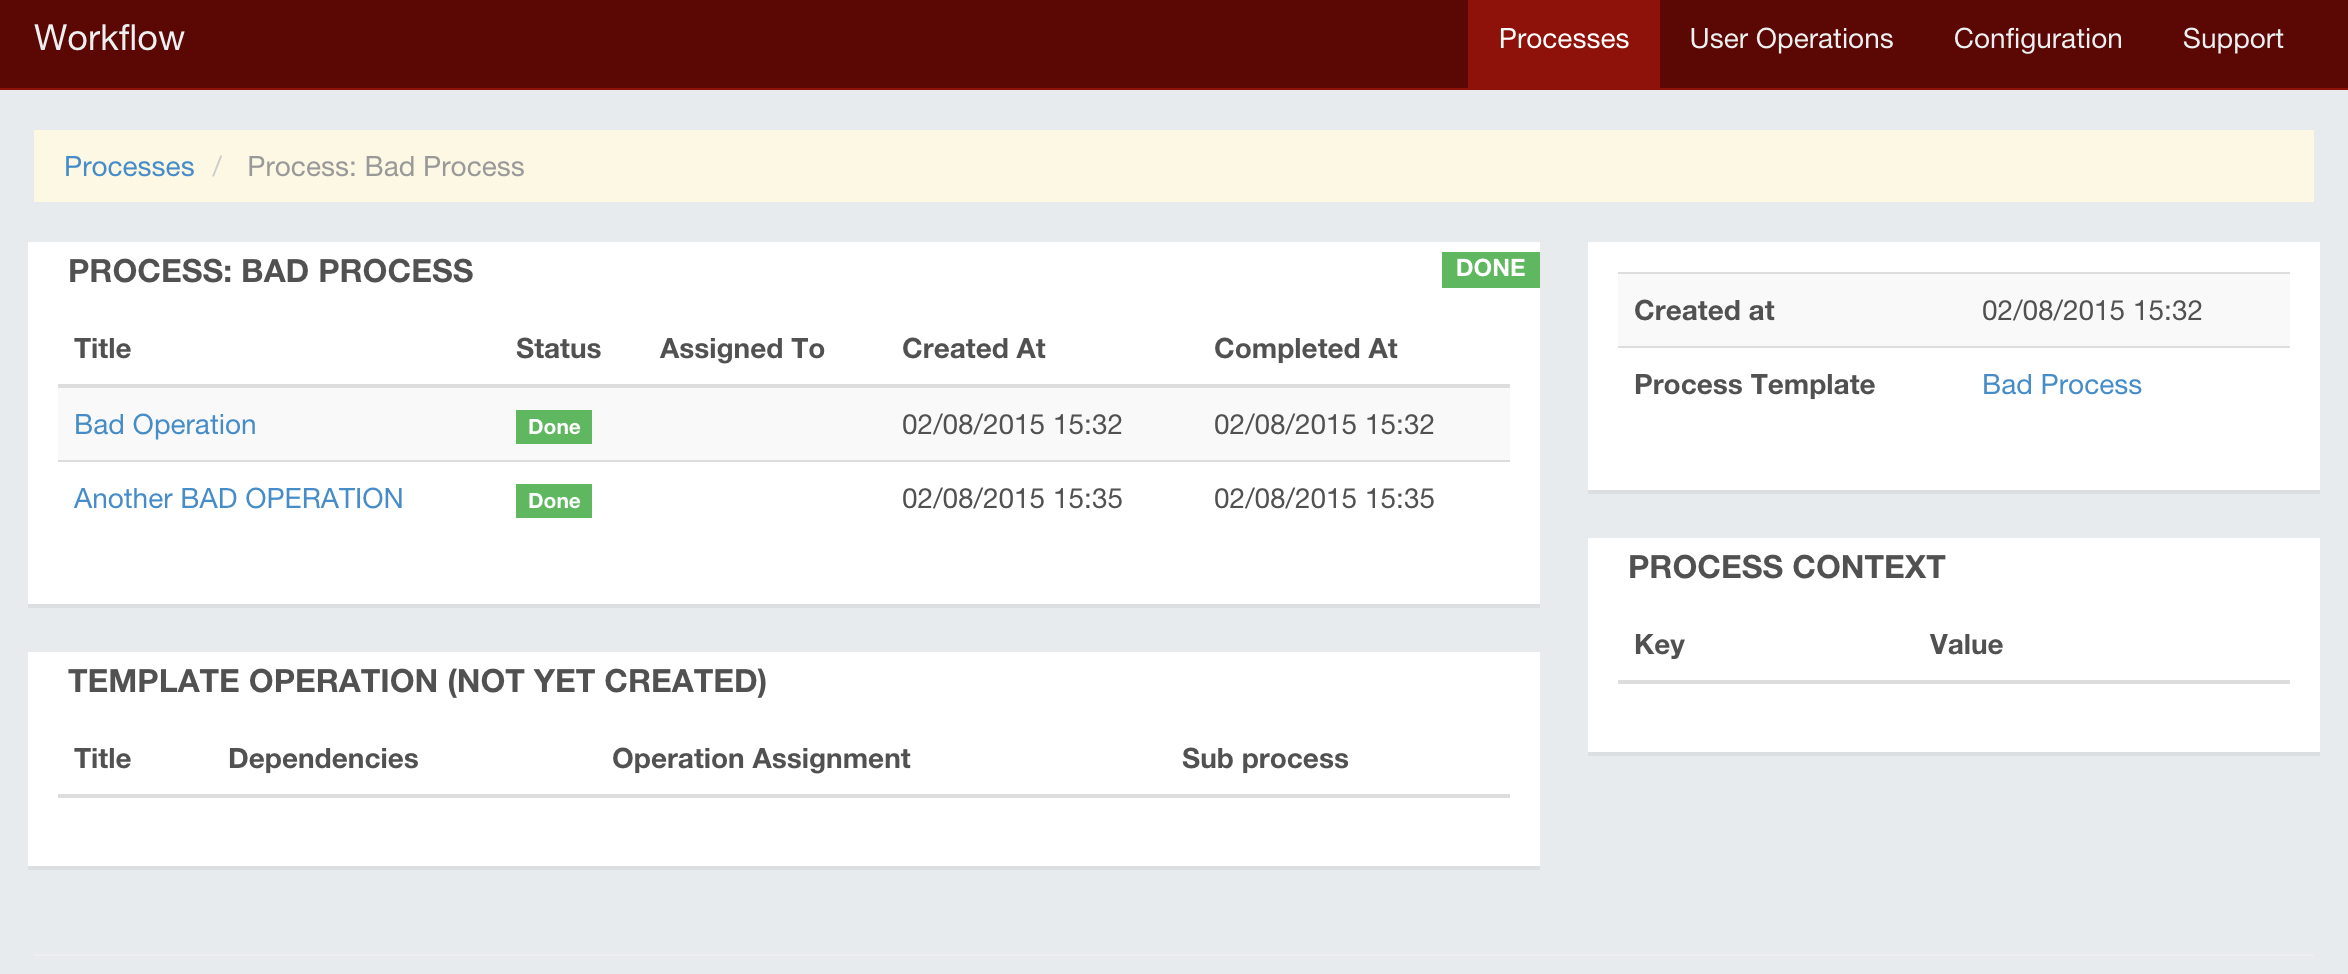 Workflow
Processes User Operations Configuration Support
Processes / Process: Bad Process
PROCESS: BAD PROCESS DONE
Title Status Assigned To Created At Completed At
Bad Operation Done 02/08/2015 15:32 02/08/2015 15:32
Another BAD OPERATION Done 02/08/2015 15:35 02/08/2015 15:35
TEMPLATE OPERATION (NOT YET CREATED)
Title Dependencies Operation Assignment Sub process
Created at 02/08/2015 15:32
Process Template Bad Process
PROCESS CONTEXT
Key Value